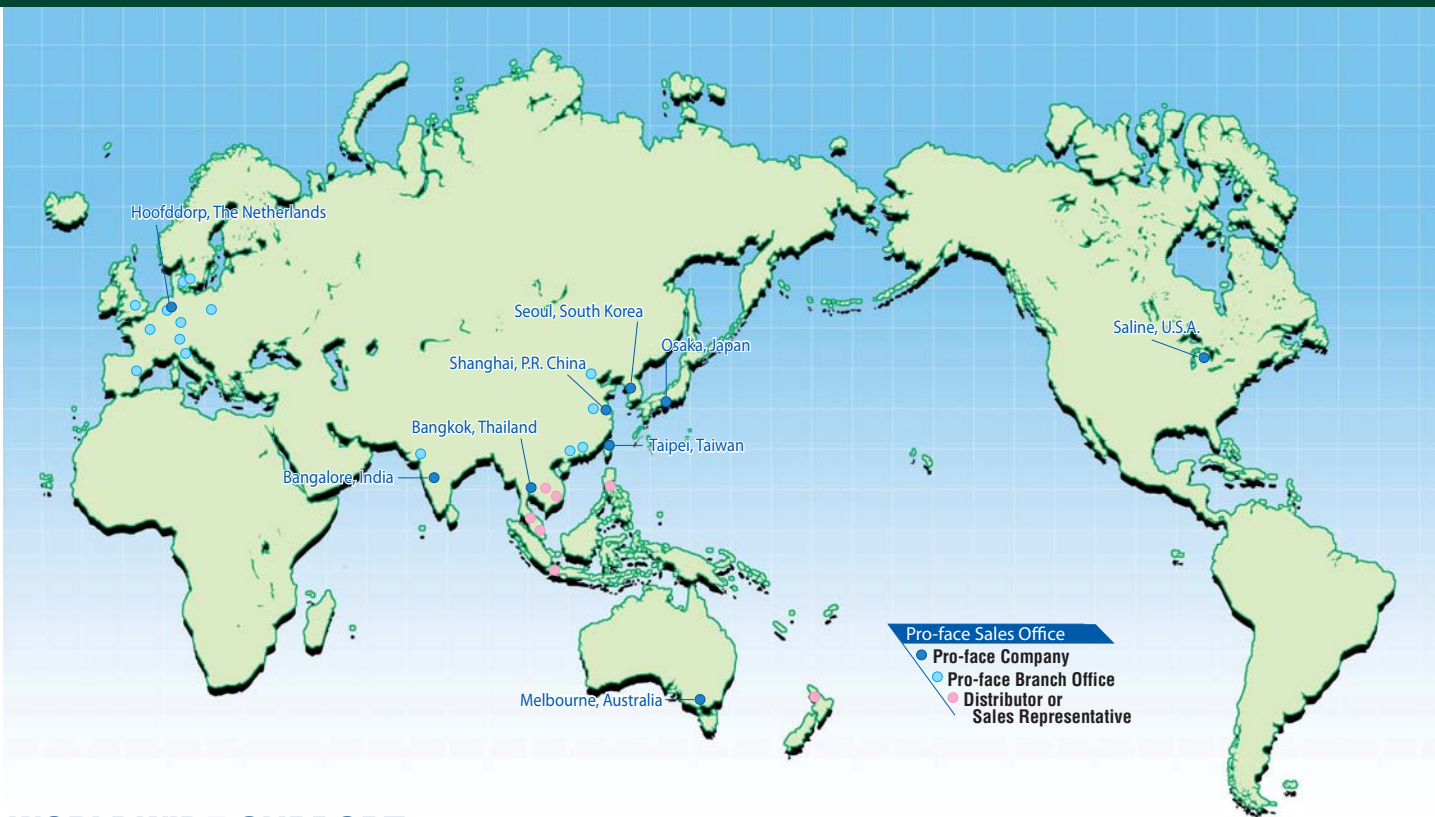 Hoofddorp, The Netherlands
Seoul, South Korea
Osaka, Japan
Saline, U.S.A.
Shanghai, P.R. China
Bangkok, Thailand
Taipei, Taiwan
Bangalore, India
Melbourne, Australia
Pro-face Sales Office
Pro-face Company
Pro-face Branch Office
Distributor or
Sales Representative